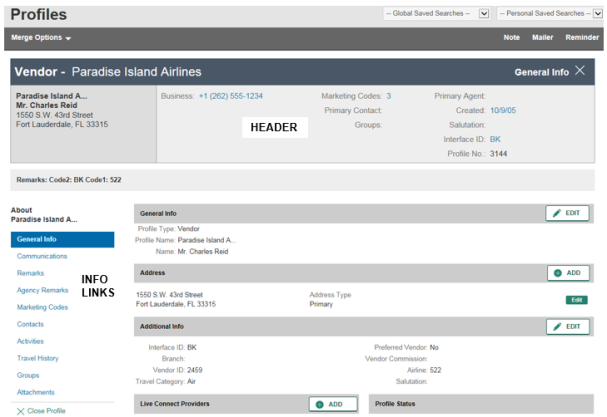 Profiles
-- Global Saved Searches --
-- Personal Saved Searches --
Merge Options
Note Mailer Reminder
Vendor - Paradise Island Airlines
General Info ×
Paradise Island A...
Mr. Charles Reid
1550 S.W. 43rd Street
Fort Lauderdale, FL 33315
Business: +1 (262) 555-1234
HEADER
Marketing Codes: 3
Primary Contact:
Groups:
Primary Agent:
Created: 10/9/05
Salutation:
Interface ID: BK
Profile No.: 3144
Remarks: Code2: BK Code1: 522
About
Paradise Island A...
General Info
Communications
Remarks
Agency Remarks
Marketing Codes
Contacts
Activities
Travel History
Groups
Attachments
× Close Profile
INFO
LINKS
General Info
EDIT
Profile Type: Vendor
Profile Name: Paradise Island A...
Name: Mr. Charles Reid
Address
ADD
1550 S.W. 43rd Street
Fort Lauderdale, FL 33315
Address Type
Primary
Edit
Additional Info
EDIT
Interface ID: BK
Branch:
Vendor ID: 2459
Travel Category: Air
Preferred Vendor: No
Vendor Commission:
Airline: 522
Salutation:
Live Connect Providers
ADD
Profile Status